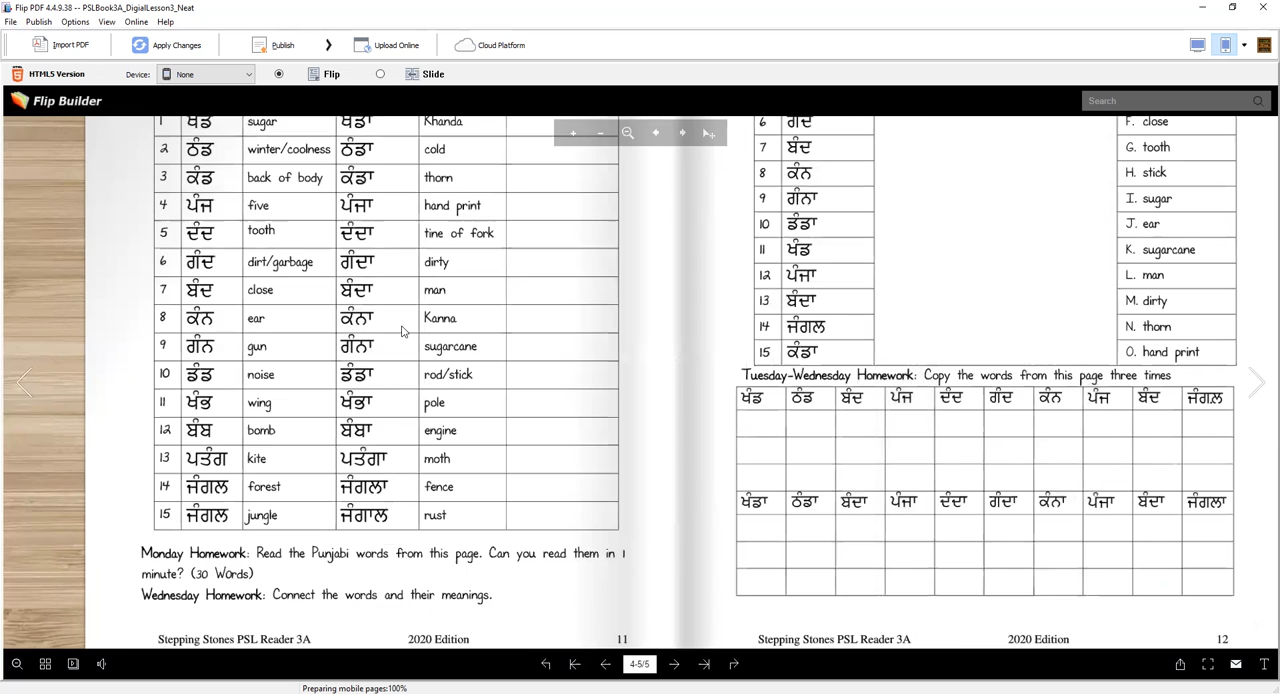 Flip PDF 4.4.9.38 -- PSLBook3A_DigialLesson3_Neat
File Publish Options View Online Help
Import PDF Apply Changes Publish Upload Online Cloud Platform
HTML5 Version Device: None Flip Slide
Flip Builder Search
1 ਖੰਡ sugar ਖੰਡਾ Khanda
2 ਠੰਡ winter/coolness ਠੰਡਾ cold
3 ਕੰਡ back of body ਕੰਡਾ thorn
4 ਪੰਜ five ਪੰਜਾ hand print
5 ਦੰਦ tooth ਦੰਦਾ tine of fork
6 ਗੰਦ dirt/garbage ਗੰਦਾ dirty
7 ਬੰਦ close ਬੰਦਾ man
8 ਕੰਨ ear ਕੰਨਾ Kanna
9 ਗੰਨ gun ਗੰਨਾ sugarcane
10 ਡੰਡ noise ਡੰਡਾ rod/stick
11 ਖੰਭ wing ਖੰਭਾ pole
12 ਬੰਬ bomb ਬੰਬਾ engine
13 ਪਤੰਗ kite ਪਤੰਗਾ moth
14 ਜੰਗਲ forest ਜੰਗਲਾ fence
15 ਜੰਗਲ jungle ਜੰਗਾਲ rust
Monday Homework: Read the Punjabi words from this page. Can you read them in 1
minute? (30 Words)
Wednesday Homework: Connect the words and their meanings.
Stepping Stones PSL Reader 3A 2020 Edition 11
6 ਗੰਦ F. close
7 ਬੰਦ G. tooth
8 ਕੰਨ H. stick
9 ਗੰਨਾ I. sugar
10 ਡੰਡਾ J. ear
11 ਖੰਡ K. sugarcane
12 ਪੰਜਾ L. man
13 ਬੰਦਾ M. dirty
14 ਜੰਗਲ N. thorn
15 ਕੰਡਾ O. hand print
Tuesday-Wednesday Homework: Copy the words from this page three times
ਖੰਡ ਠੰਡ ਬੰਦ ਪੰਜ ਦੰਦ ਗੰਦ ਕੰਨ ਪੰਜ ਬੰਦ ਜੰਗਲ
ਖੰਡਾ ਠੰਡਾ ਬੰਦਾ ਪੰਜਾ ਦੰਦਾ ਗੰਦਾ ਕੰਨਾ ਪੰਜਾ ਬੰਦਾ ਜੰਗਲਾ
Stepping Stones PSL Reader 3A 2020 Edition 12
4-5/5
Preparing mobile pages:100%